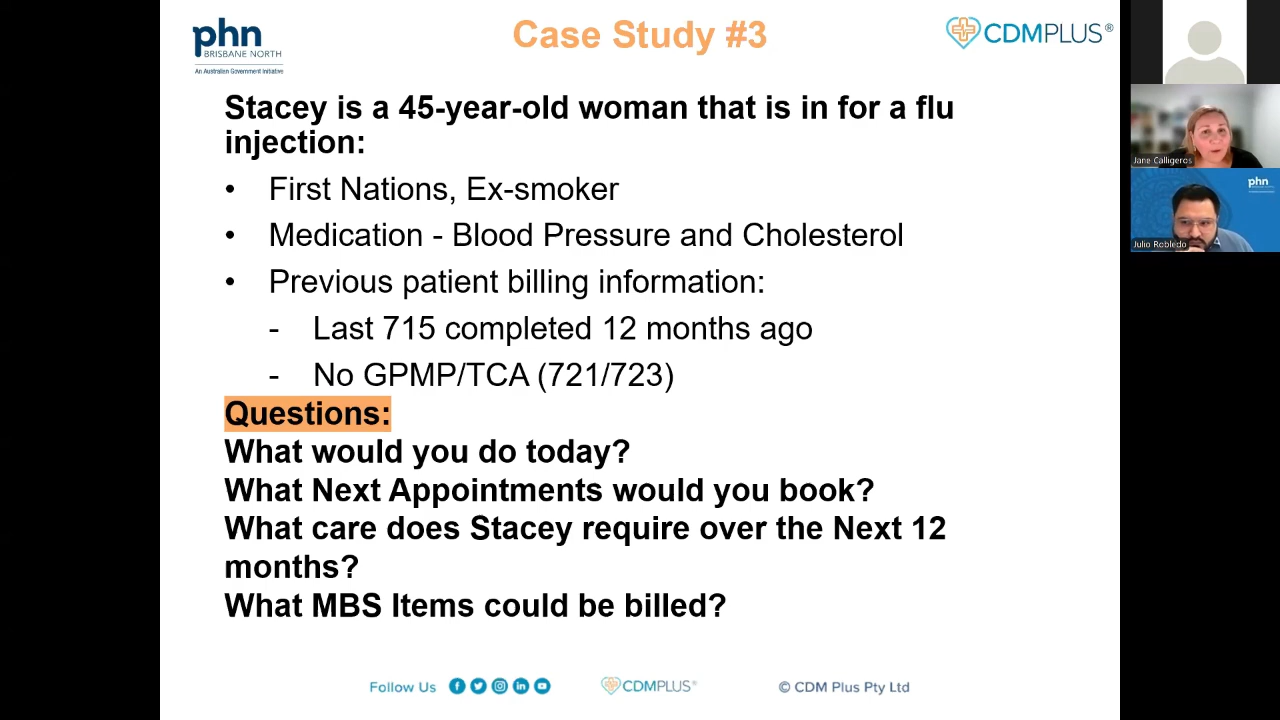 phn
BRISBANE NORTH
An Australian Government Initiative
Case Study #3
CDMPLUS®
Stacey is a 45-year-old woman that is in for a flu
injection:
• First Nations, Ex-smoker
• Medication - Blood Pressure and Cholesterol
• Previous patient billing information:
- Last 715 completed 12 months ago
- No GPMP/TCA (721/723)
Questions:
What would you do today?
What Next Appointments would you book?
What care does Stacey require over the Next 12
months?
What MBS Items could be billed?
Follow Us
CDMPLUS®
© CDM Plus Pty Ltd
Jane Calligeros
phn
Julio Robledo